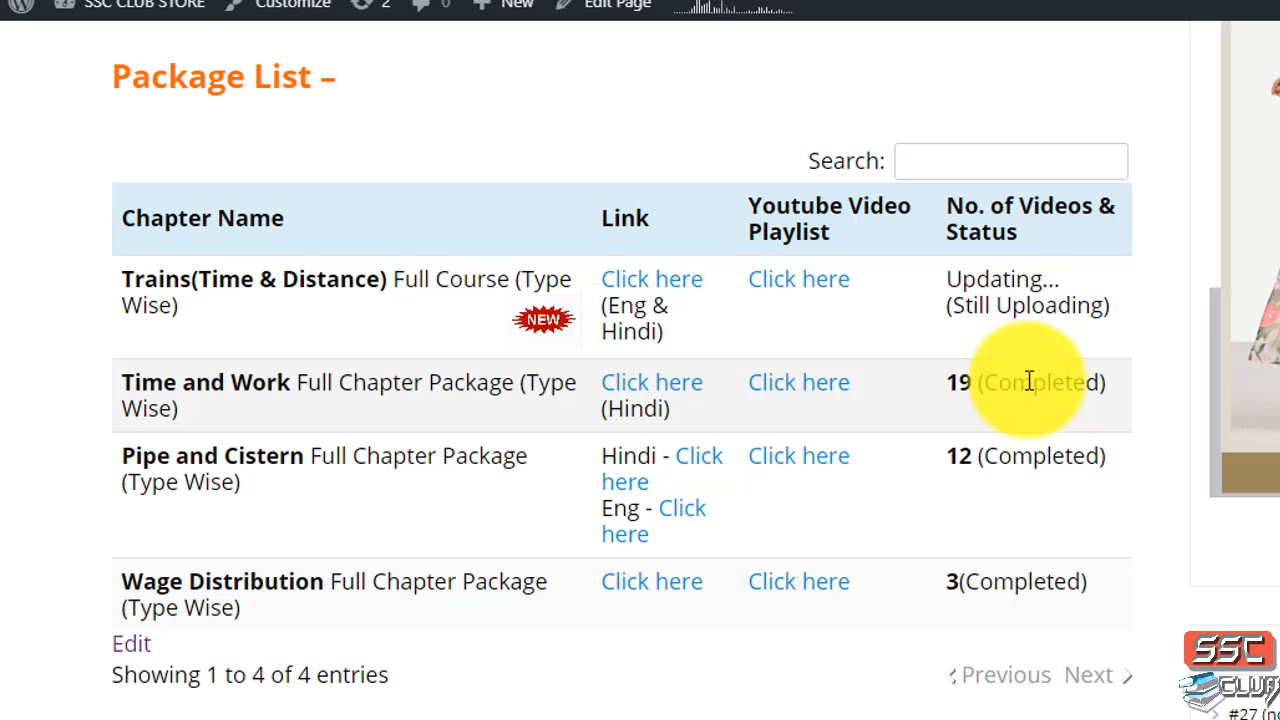 SSC CLUB STORE Customize 2 0 New Edit Page
Package List –
Search:
Chapter Name Link Youtube Video Playlist No. of Videos & Status
Trains(Time & Distance) Full Course (Type Wise) NEW
Click here (Eng & Hindi)
Click here
Updating... (Still Uploading)
Time and Work Full Chapter Package (Type Wise)
Click here (Hindi)
Click here
19 (Completed)
Pipe and Cistern Full Chapter Package (Type Wise)
Hindi - Click here
Eng - Click here
Click here
12 (Completed)
Wage Distribution Full Chapter Package (Type Wise)
Click here
Click here
3(Completed)
Edit
Showing 1 to 4 of 4 entries
Previous Next
SSC
CLUB
#27 (no